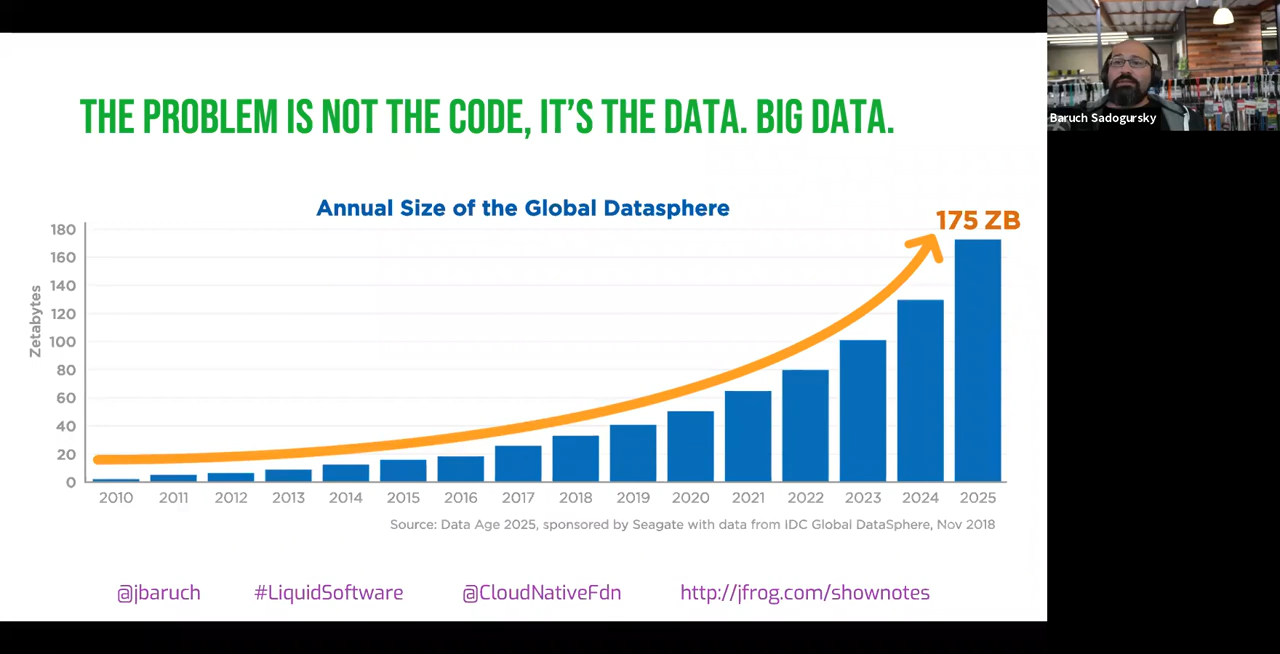 THE PROBLEM IS NOT THE CODE, IT'S THE DATA. BIG DATA.
Baruch Sadogursky
Annual Size of the Global Datasphere
175 ZB
Zetabytes
180
160
140
120
100
80
60
40
20
0
2010 2011 2012 2013 2014 2015 2016 2017 2018 2019 2020 2021 2022 2023 2024 2025
Source: Data Age 2025, sponsored by Seagate with data from IDC Global DataSphere, Nov 2018
@jbaruch #LiquidSoftware @CloudNativeFdn http://jfrog.com/shownotes